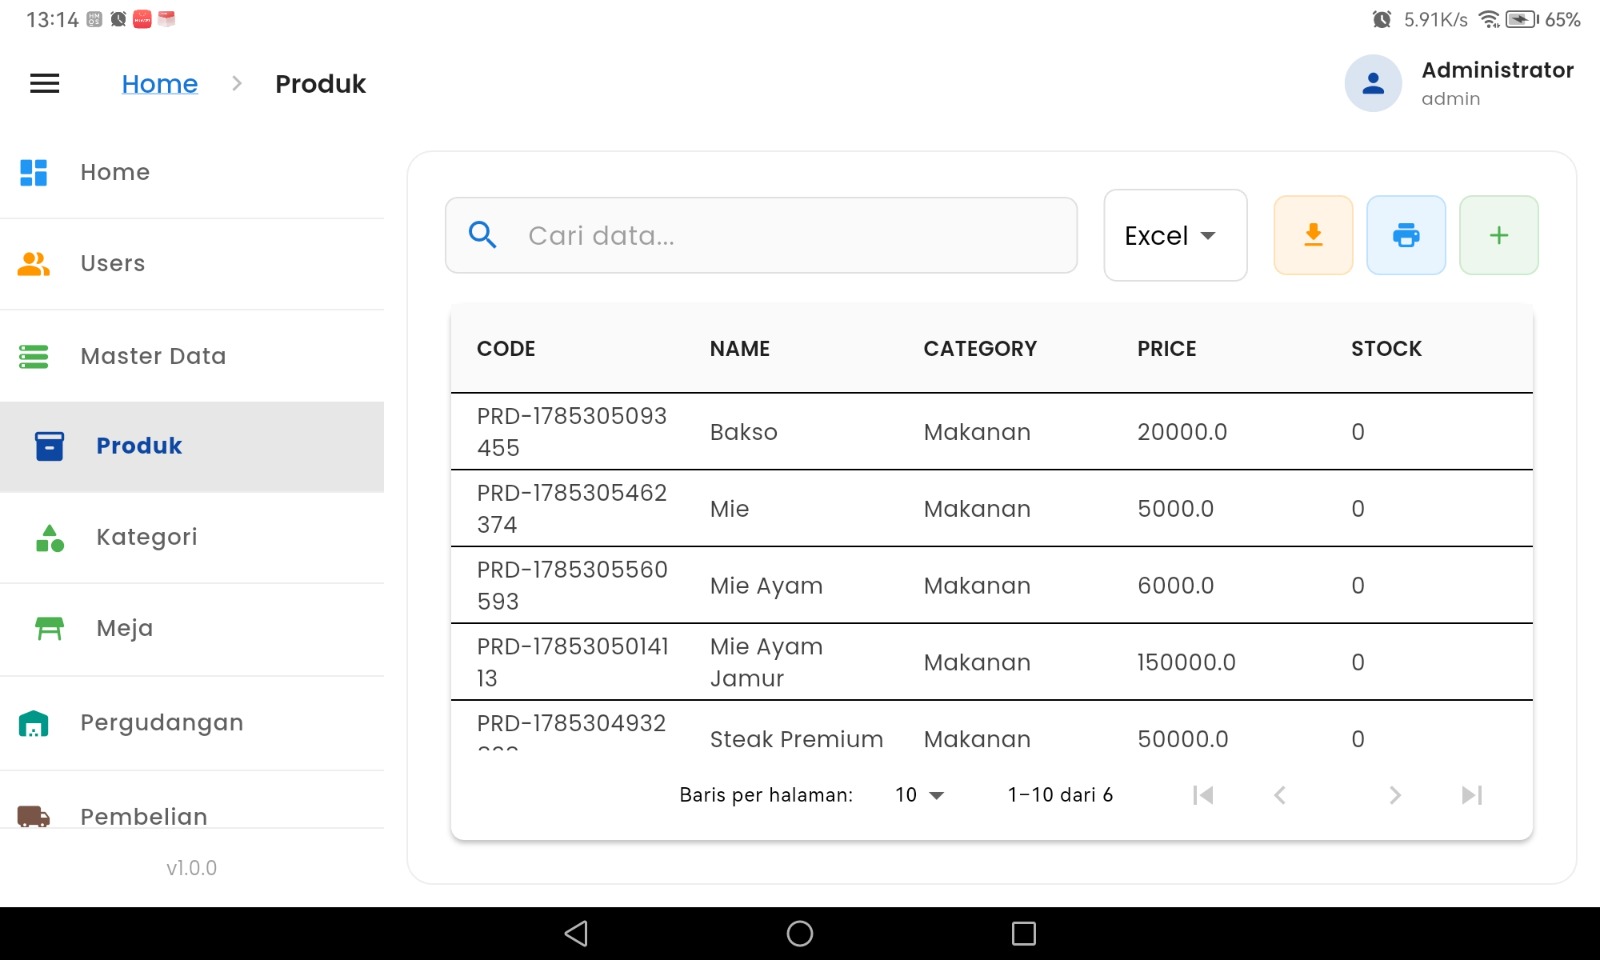 13:14
5.91K/s 65%
Home > Produk
Administrator
admin
Home
Users
Master Data
Produk
Kategori
Meja
Pergudangan
Pembelian
v1.0.0
Cari data...
Excel
CODE NAME CATEGORY PRICE STOCK
PRD-1785305093
455
Bakso Makanan 20000.0 0
PRD-1785305462
374
Mie Makanan 5000.0 0
PRD-1785305560
593
Mie Ayam Makanan 6000.0 0
PRD-17853050141
13
Mie Ayam
Jamur
Makanan 150000.0 0
PRD-1785304932
Steak Premium Makanan 50000.0 0
Baris per halaman: 10 1-10 dari 6